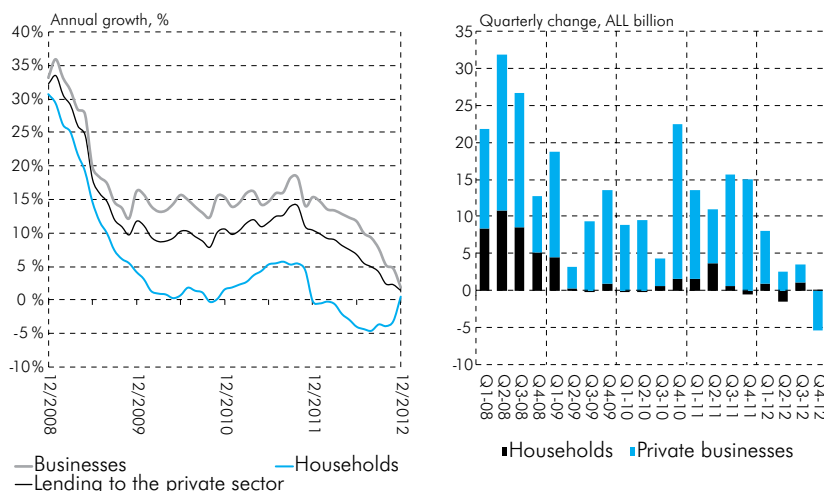 Annual growth, %
40%
35%
30%
25%
20%
15%
10%
5%
0%
-5%
-10%
12/2008
12/2009
12/2010
12/2011
12/2012
Businesses
Households
Lending to the private sector
Quarterly change, ALL billion
35
30
25
20
15
10
5
0
-5
-10
Q1-08
Q2-08
Q3-08
Q4-08
Q1-09
Q2-09
Q3-09
Q4-09
Q1-10
Q2-10
Q3-10
Q4-10
Q1-11
Q2-11
Q3-11
Q4-11
Q1-12
Q2-12
Q3-12
Q4-12
Households
Private businesses